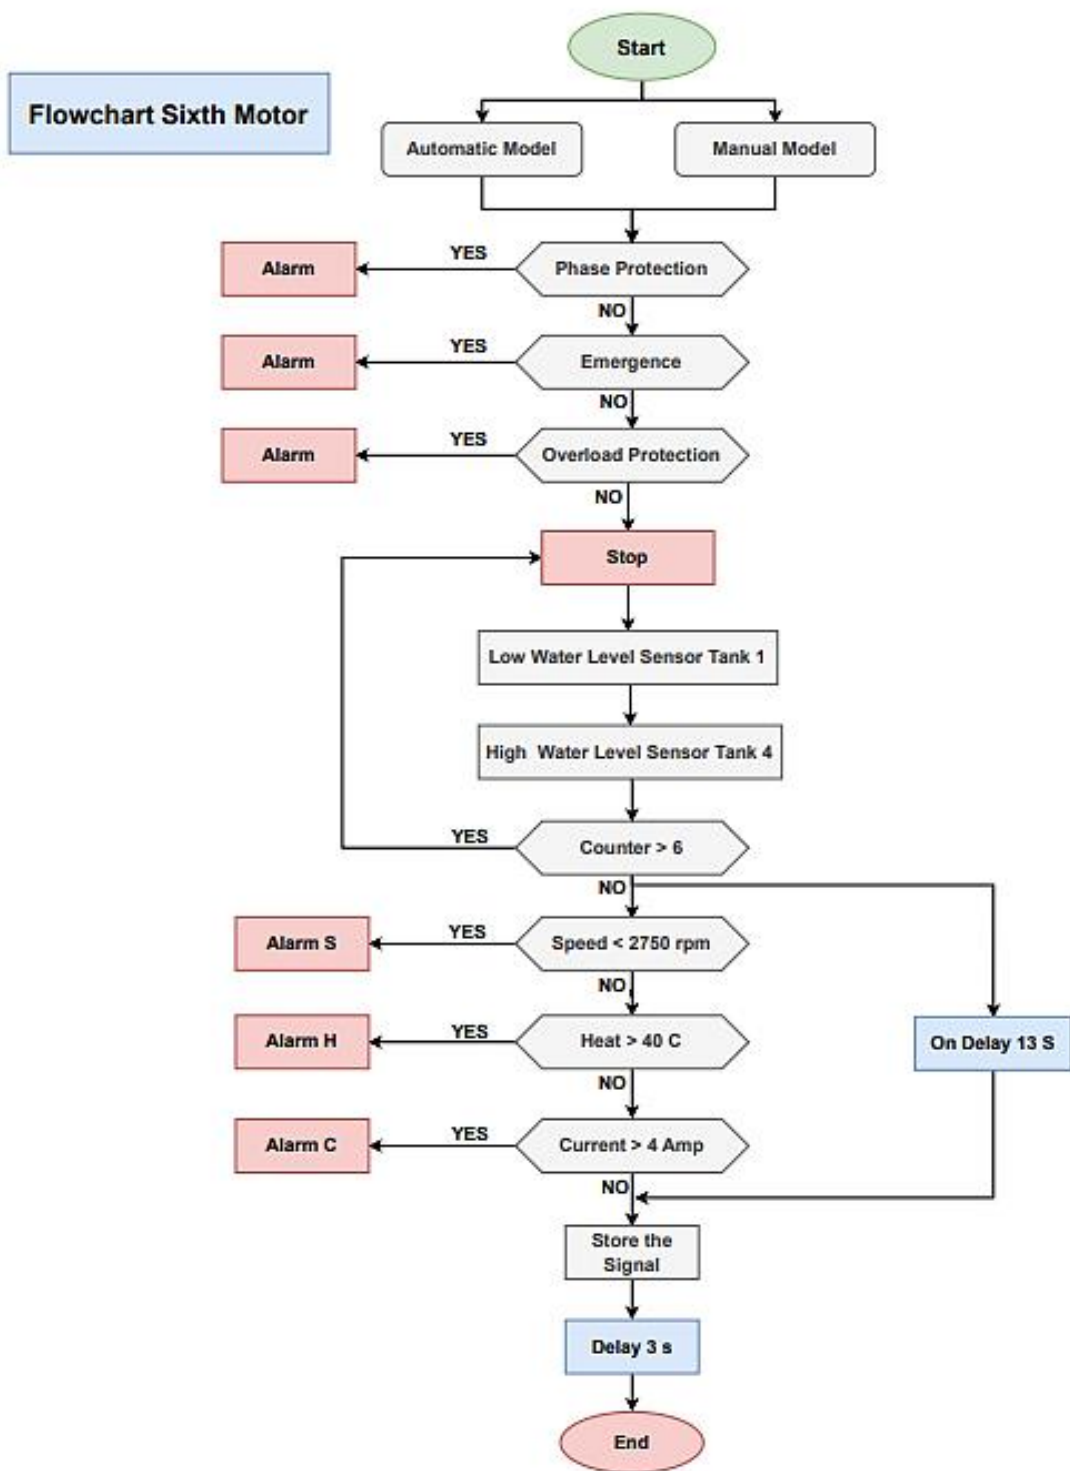 Start
Flowchart Sixth Motor
Automatic Model
Manual Model
YES
Alarm
Phase Protection
NO
YES
Alarm
Emergence
NO
YES
Alarm
Overload Protection
NO
Stop
Low Water Level Sensor Tank 1
High Water Level Sensor Tank 4
YES
Counter > 6
NO
YES
Alarm S
Speed < 2750 rpm
NO
YES
Alarm H
Heat > 40 C
On Delay 13 S
NO
YES
Alarm C
Current > 4 Amp
NO
Store the
Signal
Delay 3 s
End